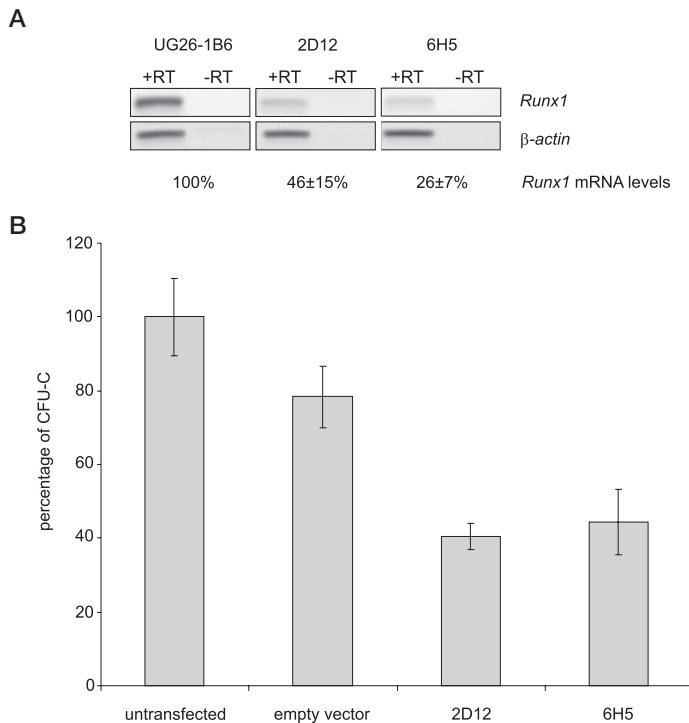 A
UG26-1B6 2D12 6H5
+RT -RT +RT -RT +RT -RT
Runx1
β-actin
100% 46±15% 26±7% Runx1 mRNA levels
B
120
100
80
60
40
20
0
percentage of CFU-C
untransfected empty vector 2D12 6H5